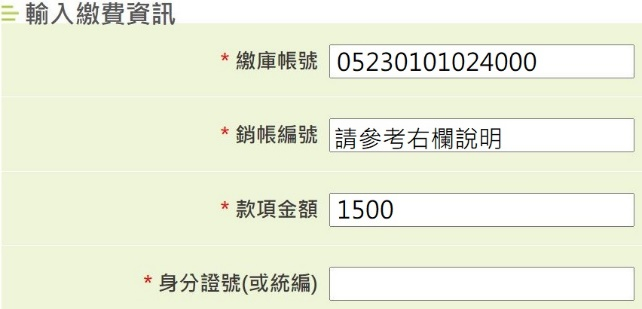 輸入繳費資訊
* 繳庫帳號 05230101024000
* 銷帳編號 請參考右欄說明
* 款項金額 1500
* 身分證號(或統編)